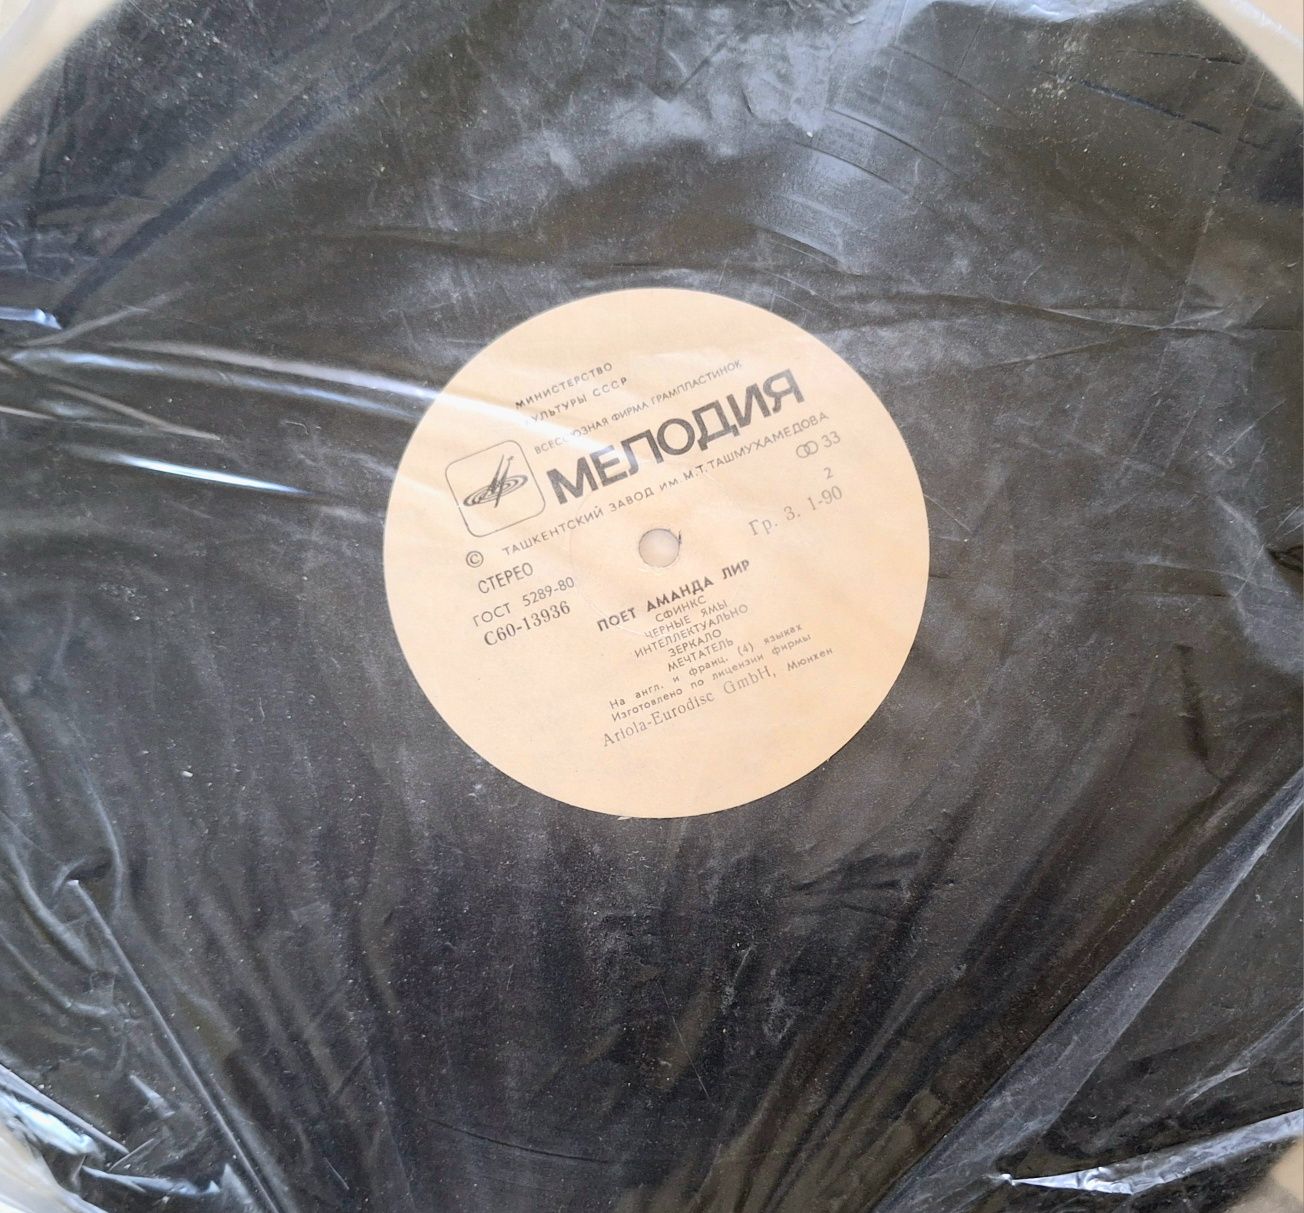 МИНИСТЕРСТВО
КУЛЬТУРЫ СССР
ВСЕСОЮЗНАЯ ФИРМА ГРАМПЛАСТИНОК
МЕЛОДИЯ
© ТАШКЕНТСКИЙ ЗАВОД ИМ. М.Т. ТАШМУХАМЕДОВА
СТЕРЕО
33
2
ГОСТ 5289-80
Гр. 3. 1-90
С60-13936
ПОЕТ АМАНДА ЛИР
СФИНКС
ЧЕРНЫЕ ЯМЫ
ИНТЕЛЛЕКТУАЛЬНО
ЗЕРКАЛО
МЕЧТАТЕЛЬ
На англ. и франц. (4) языках
Изготовлено по лицензии фирмы
Ariola-Eurodisc GmbH, Мюнхен